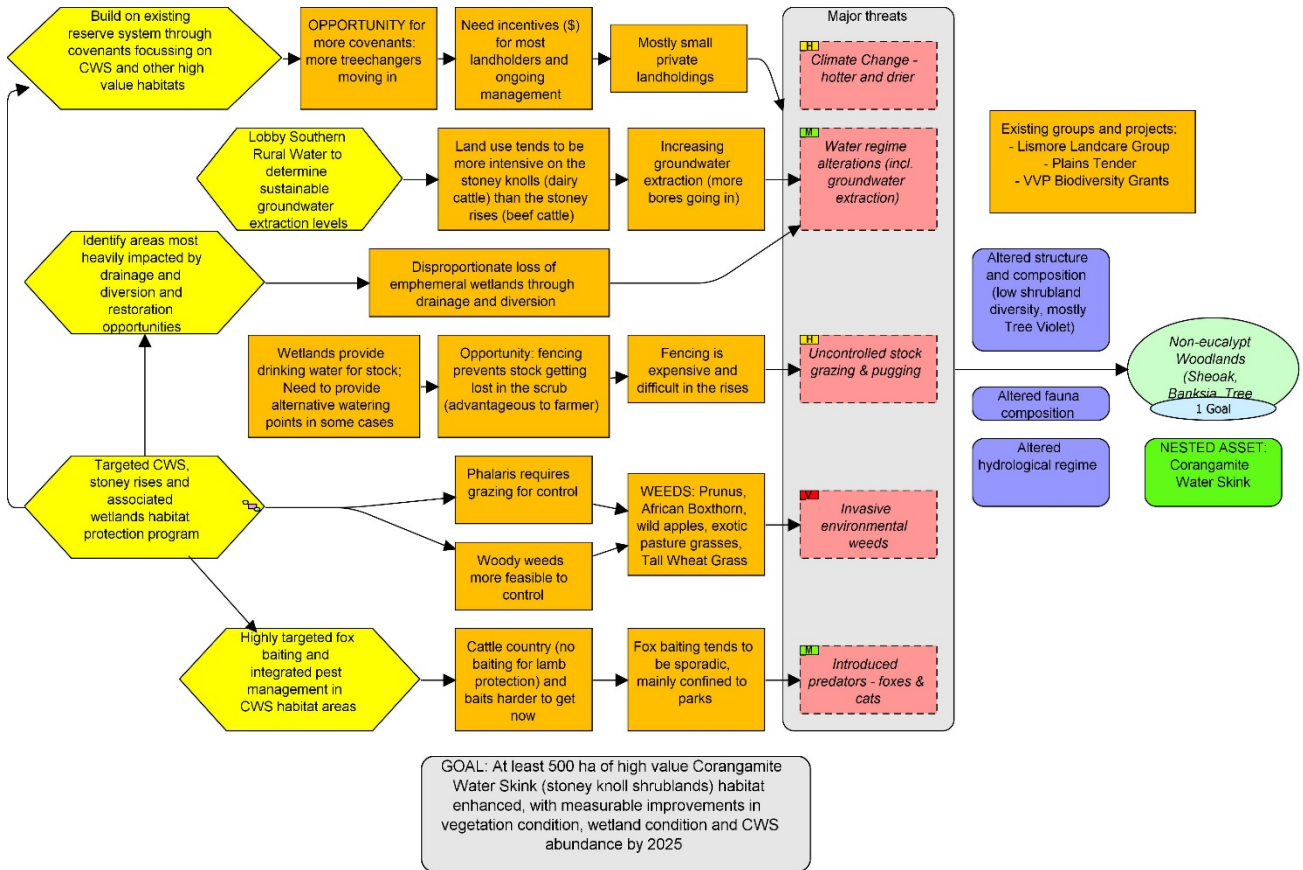 Build on existing
reserve system through
covenants focussing on
CWS and other high
value habitats
OPPORTUNITY for
more covenants:
more treechangers
moving in
Need incentives ($)
for most
landholders and
ongoing
management
Mostly small
private
landholdings
Major threats
H
Climate Change -
hotter and drier
Lobby Southern
Rural Water to
determine
sustainable
groundwater
extraction levels
Land use tends to be
more intensive on the
stoney knolls (dairy
cattle) than the stoney
rises (beef cattle)
Increasing
groundwater
extraction (more
bores going in)
M
Water regime
alterations (incl.
groundwater
extraction)
Existing groups and projects:
- Lismore Landcare Group
- Plains Tender
- VVP Biodiversity Grants
Identify areas most
heavily impacted by
drainage and
diversion and
restoration
opportunities
Disproportionate loss of
emphemeral wetlands through
drainage and diversion
Altered structure
and composition
(low shrubland
diversity, mostly
Tree Violet)
Wetlands provide
drinking water for stock;
Need to provide
alternative watering
points in some cases
Opportunity: fencing
prevents stock getting
lost in the scrub
(advantageous to farmer)
Fencing is
expensive and
difficult in the rises
H
Uncontrolled stock
grazing & pugging
Non-eucalypt
Woodlands
(Sheoak,
Banksia, Tree
1 Goal
Altered fauna
composition
Altered
hydrological regime
NESTED ASSET:
Corangamite
Water Skink
Targeted CWS,
stoney rises and
associated
wetlands habitat
protection program
Phalaris requires
grazing for control
Woody weeds
more feasible to
control
WEEDS: Prunus,
African Boxthorn,
wild apples, exotic
pasture grasses,
Tall Wheat Grass
V
Invasive
environmental
weeds
Highly targeted fox
baiting and
integrated pest
management in
CWS habitat areas
Cattle country (no
baiting for lamb
protection) and
baits harder to get
now
Fox baiting tends to
be sporadic,
mainly confined to
parks
M
Introduced
predators - foxes &
cats
GOAL: At least 500 ha of high value Corangamite
Water Skink (stoney knoll shrublands) habitat
enhanced, with measurable improvements in
vegetation condition, wetland condition and CWS
abundance by 2025